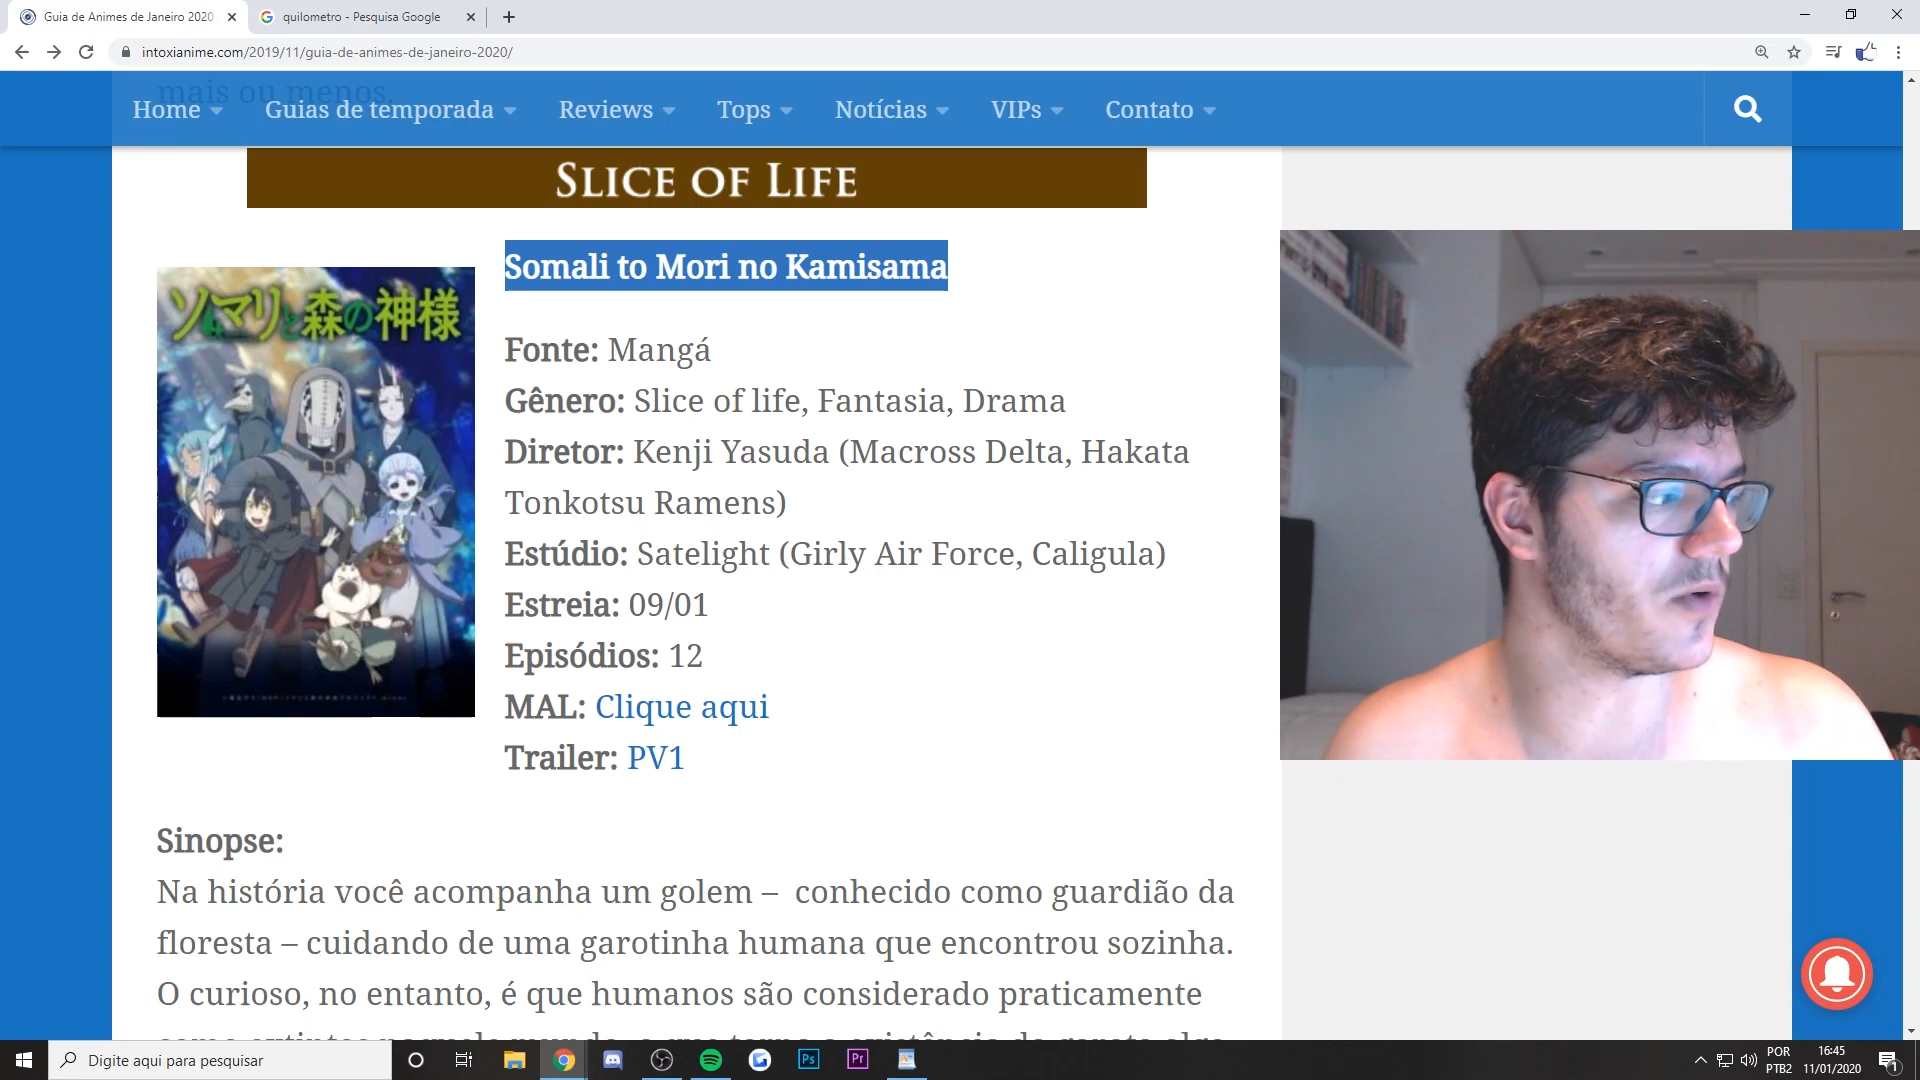 Guia de Animes de Janeiro 2020
quilometro - Pesquisa Google
intoxianime.com/2019/11/guia-de-animes-de-janeiro-2020/
mais ou menos.
Home
Guias de temporada
Reviews
Tops
Notícias
VIPs
Contato
SLICE OF LIFE
Somali to Mori no Kamisama
ソマリと森の神様
Fonte: Mangá
Gênero: Slice of life, Fantasia, Drama
Diretor: Kenji Yasuda (Macross Delta, Hakata
Tonkotsu Ramens)
Estúdio: Satelight (Girly Air Force, Caligula)
Estreia: 09/01
Episódios: 12
MAL: Clique aqui
Trailer: PV1
Sinopse:
Na história você acompanha um golem – conhecido como guardião da
floresta – cuidando de uma garotinha humana que encontrou sozinha.
O curioso, no entanto, é que humanos são considerado praticamente
Digite aqui para pesquisar
Ps
Pr
POR
PTB2
16:45
11/01/2020
1